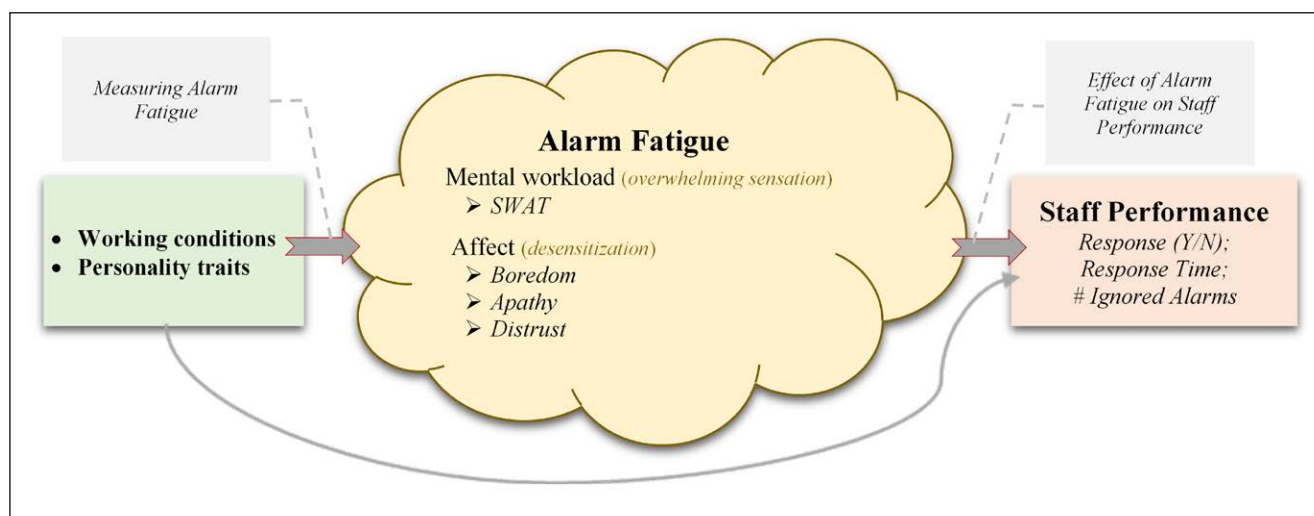 Measuring Alarm
Fatigue
• Working conditions
• Personality traits
Alarm Fatigue
Mental workload (overwhelming sensation)
➢ SWAT
Affect (desensitization)
➢ Boredom
➢ Apathy
➢ Distrust
Effect of Alarm
Fatigue on Staff
Performance
Staff Performance
Response (Y/N);
Response Time;
# Ignored Alarms